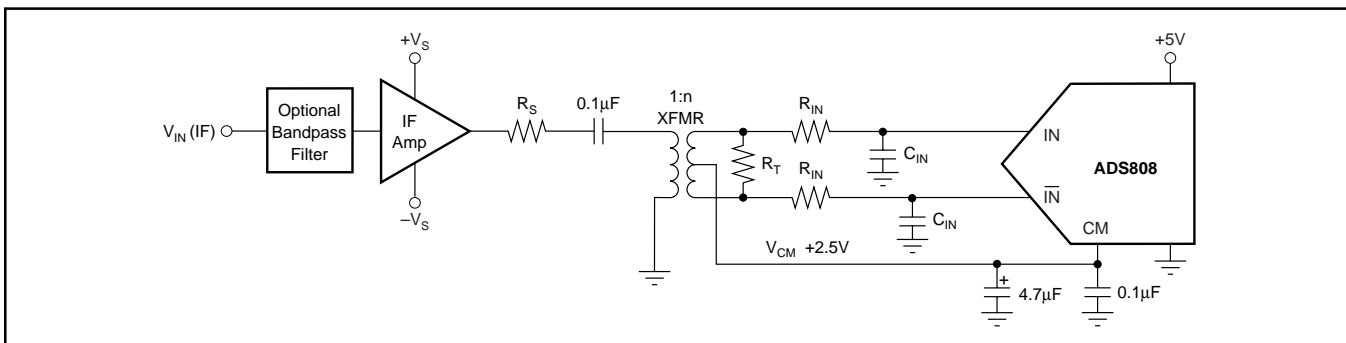 +V_S
V_IN (IF)
Optional
Bandpass
Filter
IF
Amp
–V_S
R_S
0.1µF
1:n
XFMR
R_T
R_IN
R_IN
C_IN
C_IN
V_CM +2.5V
+5V
IN
ADS808
I̅N̅
CM
+
4.7µF
0.1µF